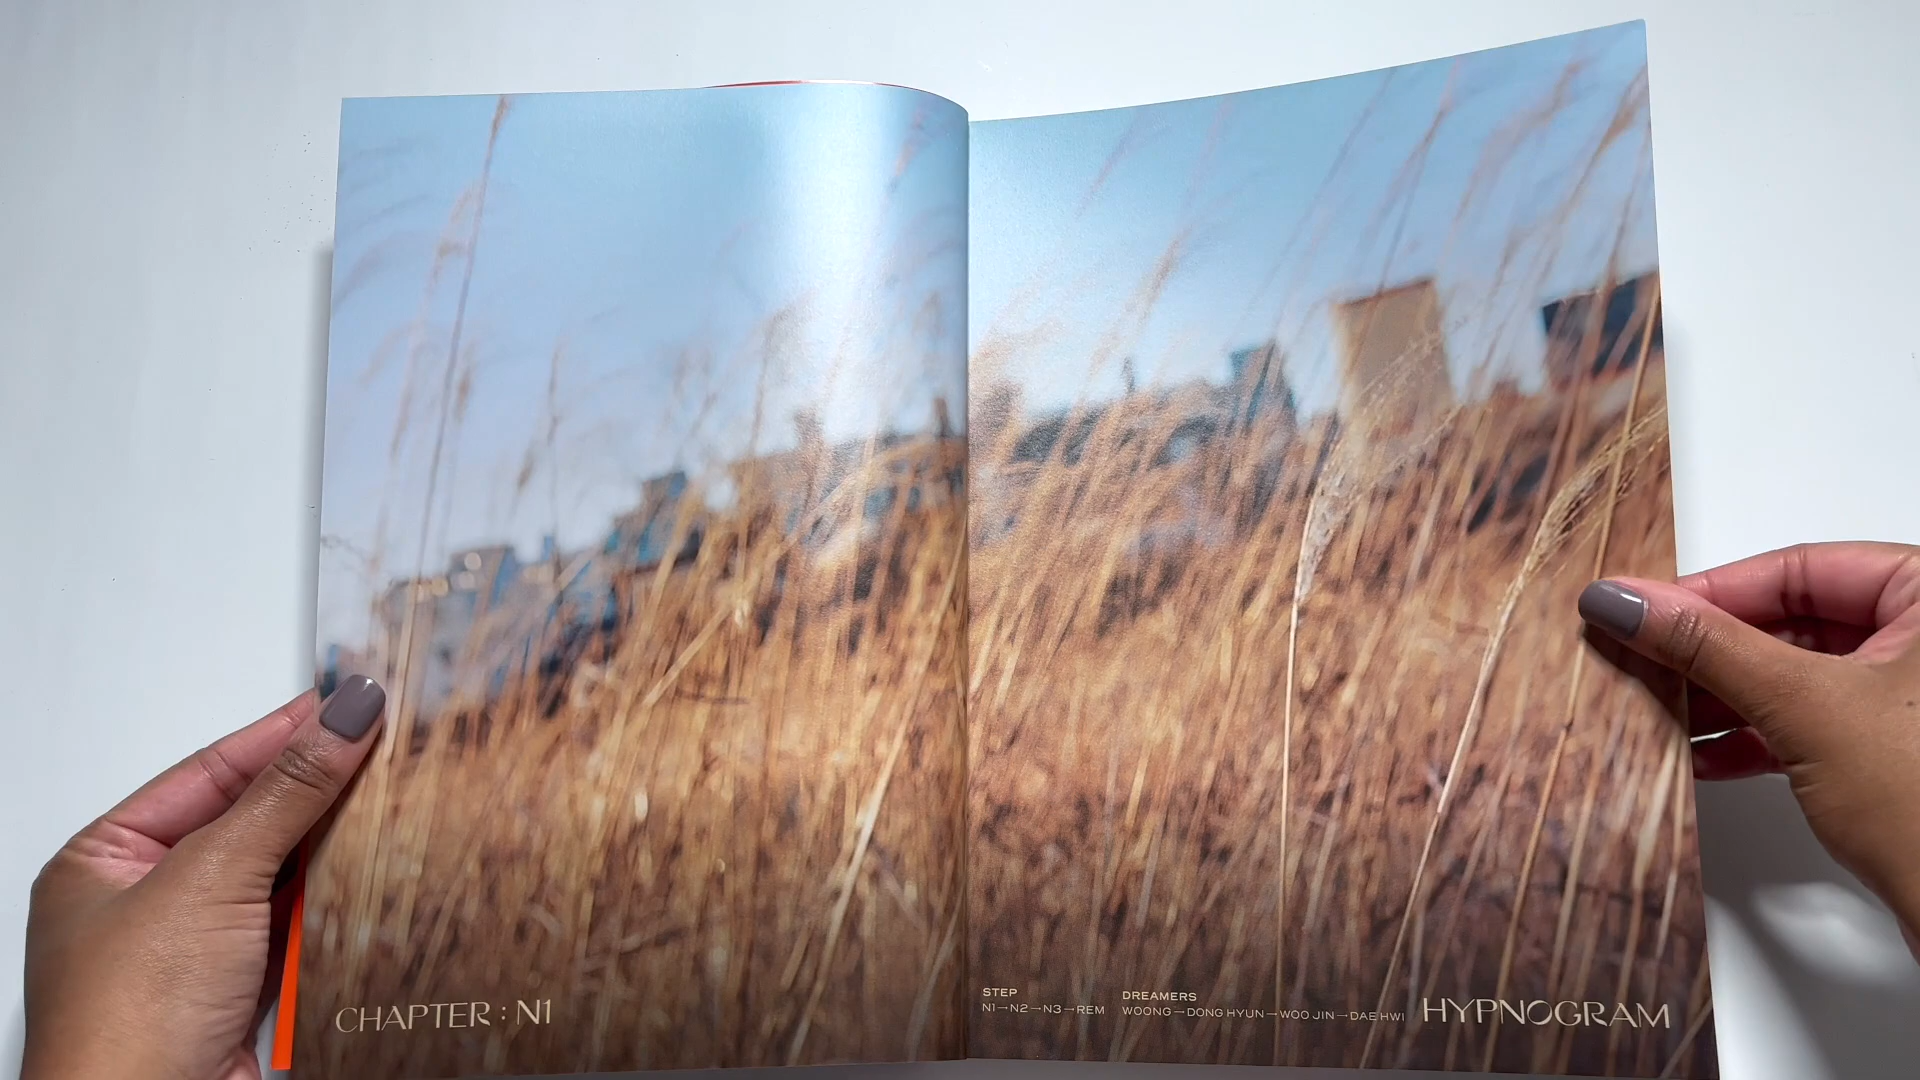 CHAPTER : N1
STEP
N1→N2→N3→REM
DREAMERS
WOONG→DONG HYUN→WOO JIN→DAE HWI
HYPNOGRAM